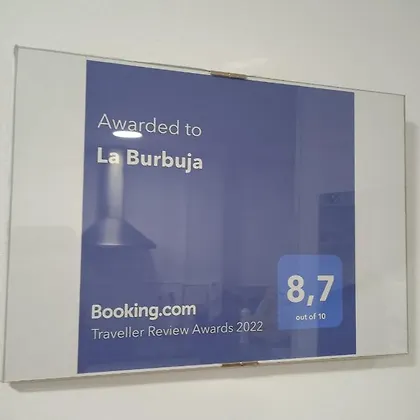 Awarded to
La Burbuja
8,7
out of 10
Booking.com
Traveller Review Awards 2022